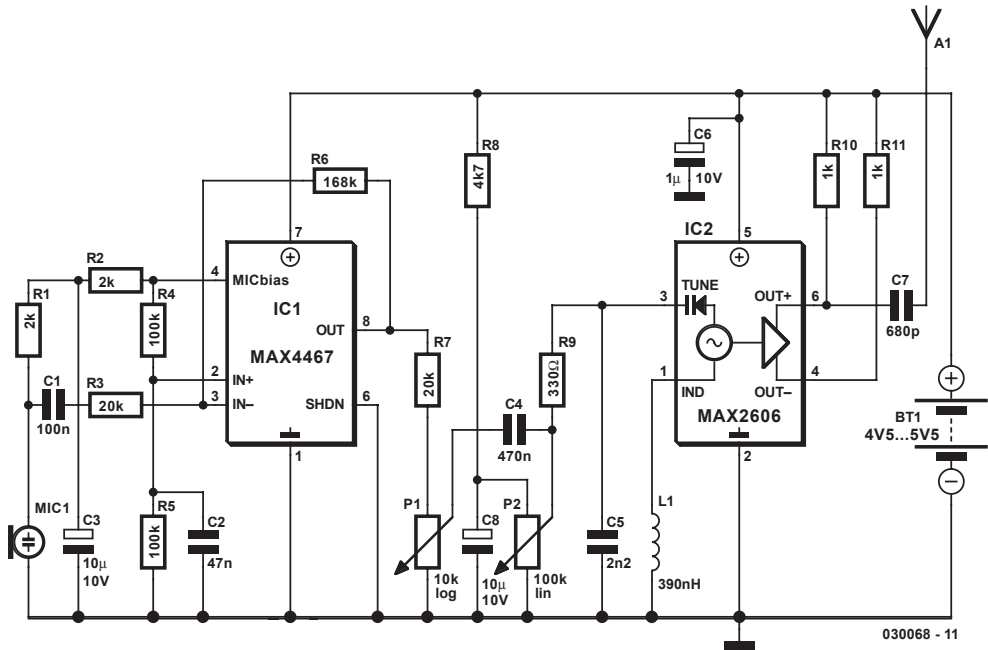 A1
C6
1μ 10V
R8
4k7
R10
1k
R11
1k
R6
168k
7
IC2
5
R2
2k
4
MICbias
R1
2k
R4
100k
IC1
OUT
8
MAX4467
R7
20k
3
TUNE
OUT+
6
C7
680p
R9
330Ω
C1
100n
R3
20k
2
IN+
3
IN–
SHDN
6
1
IND
OUT–
4
MAX2606
C4
470n
BT1
4V5...5V5
1
2
MIC1
C3
10μ
10V
R5
100k
C2
47n
P1
10k
log
C8
10μ
10V
P2
100k
lin
C5
2n2
L1
390nH
030068 - 11